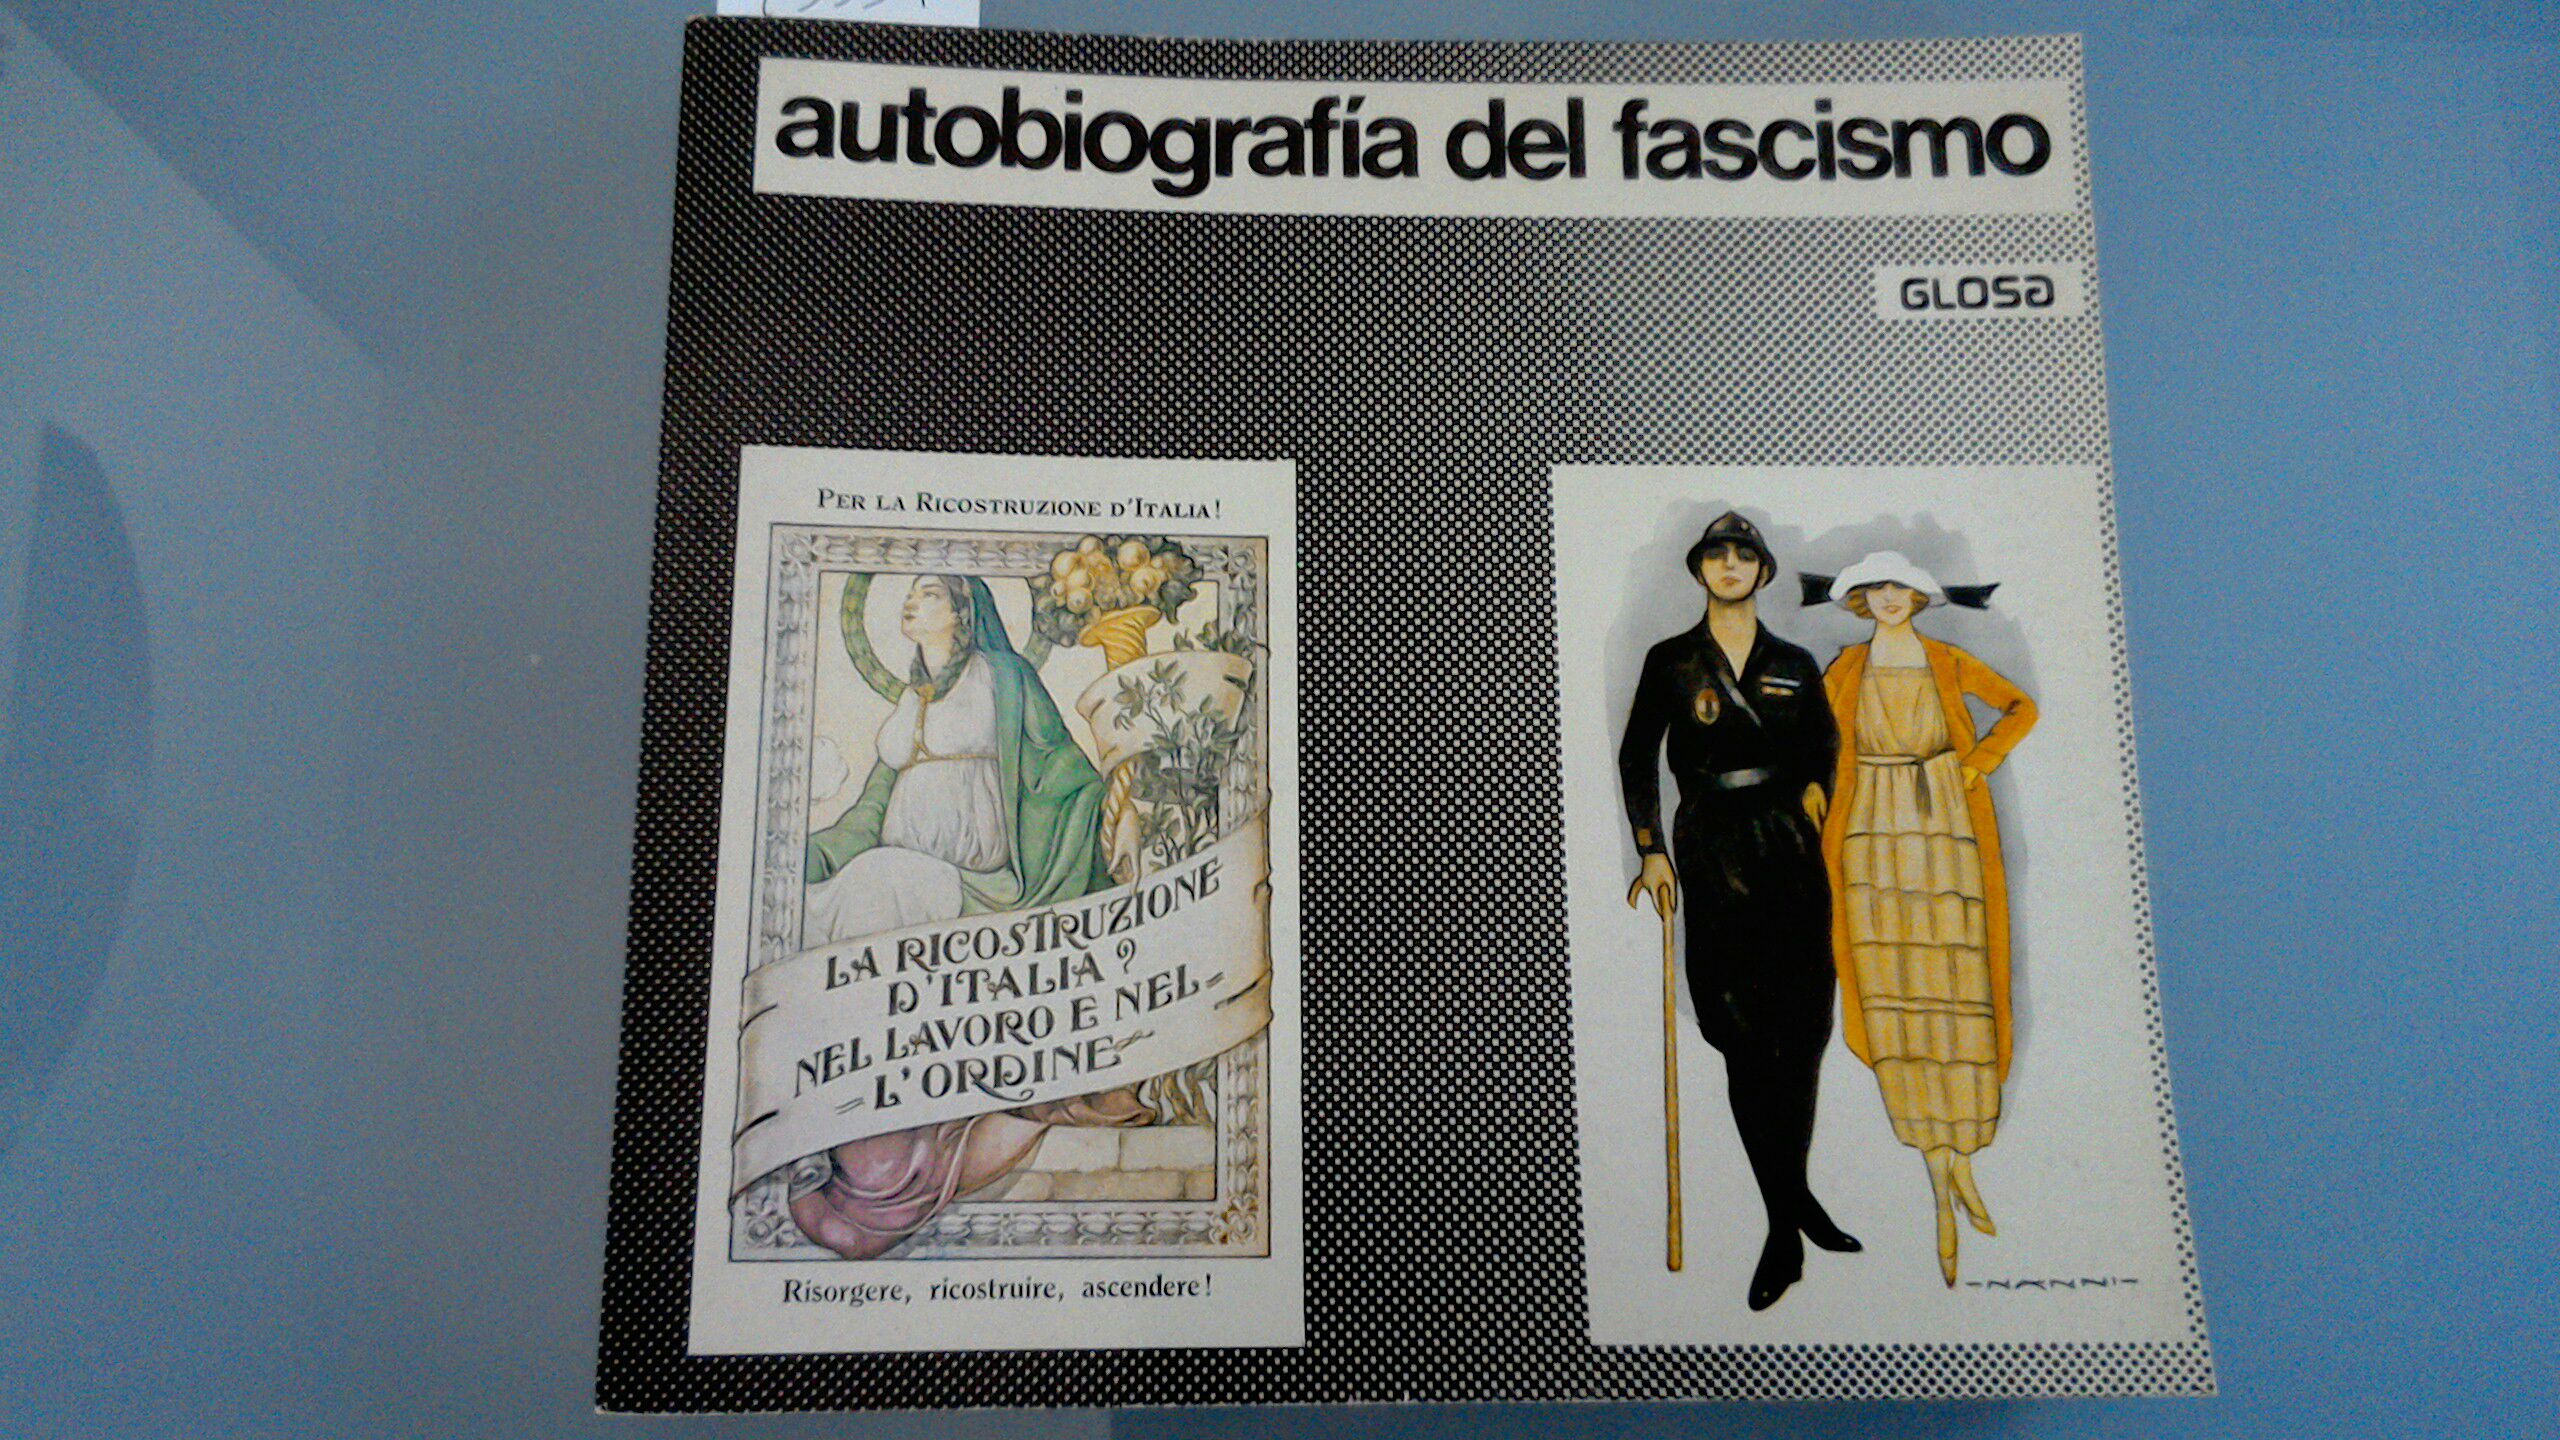 autobiografía del fascismo
GLOSa
PER LA RICOSTRUZIONE D'ITALIA!
LA RICOSTRUZIONE
D'ITALIA?
NEL LAVORO E NEL=
=L'ORDINE
Risorgere, ricostruire, ascendere!
NANNI